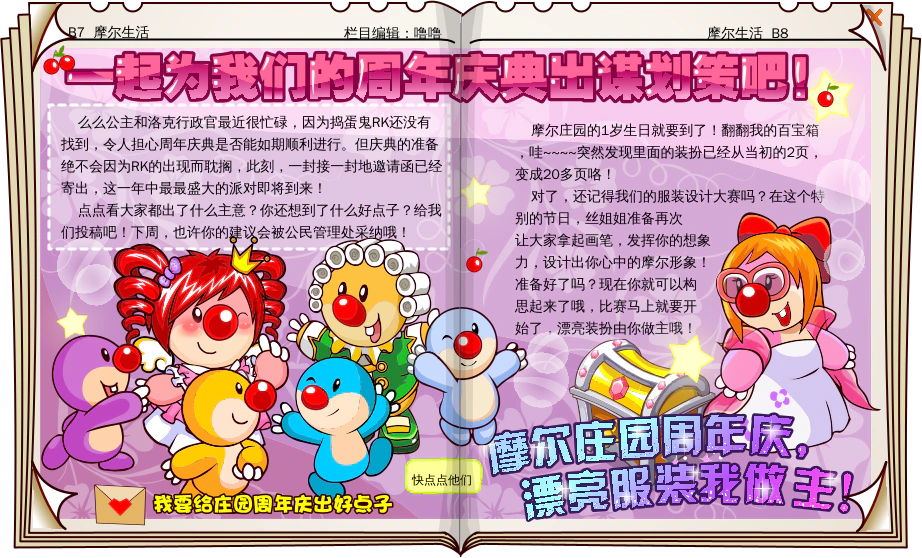 B7 摩尔生活
栏目编辑：噜噜
摩尔生活 B8
一起为我们的周年庆典出谋划策吧！
么么公主和洛克行政官最近很忙碌，因为捣蛋鬼RK还没有
找到，令人担心周年庆典是否能如期顺利进行。但庆典的准备
绝不会因为RK的出现而耽搁，此刻，一封接一封地邀请函已经
寄出，这一年中最最盛大的派对即将到来！
点点看大家都出了什么主意？你还想到了什么好点子？给我
们投稿吧！下周，也许你的建议会被公民管理处采纳哦！
摩尔庄园的1岁生日就要到了！翻翻我的百宝箱
，哇~~~~突然发现里面的装扮已经从当初的2页，
变成20多页咯！
对了，还记得我们的服装设计大赛吗？在这个特
别的节日，丝姐姐准备再次
让大家拿起画笔，发挥你的想象
力，设计出你心中的摩尔形象！
准备好了吗？现在你就可以构
思起来了哦，比赛马上就要开
始了，漂亮装扮由你做主哦！
快点点他们
我要给庄园周年庆出好点子
摩尔庄园周年庆，
漂亮服装我做主！